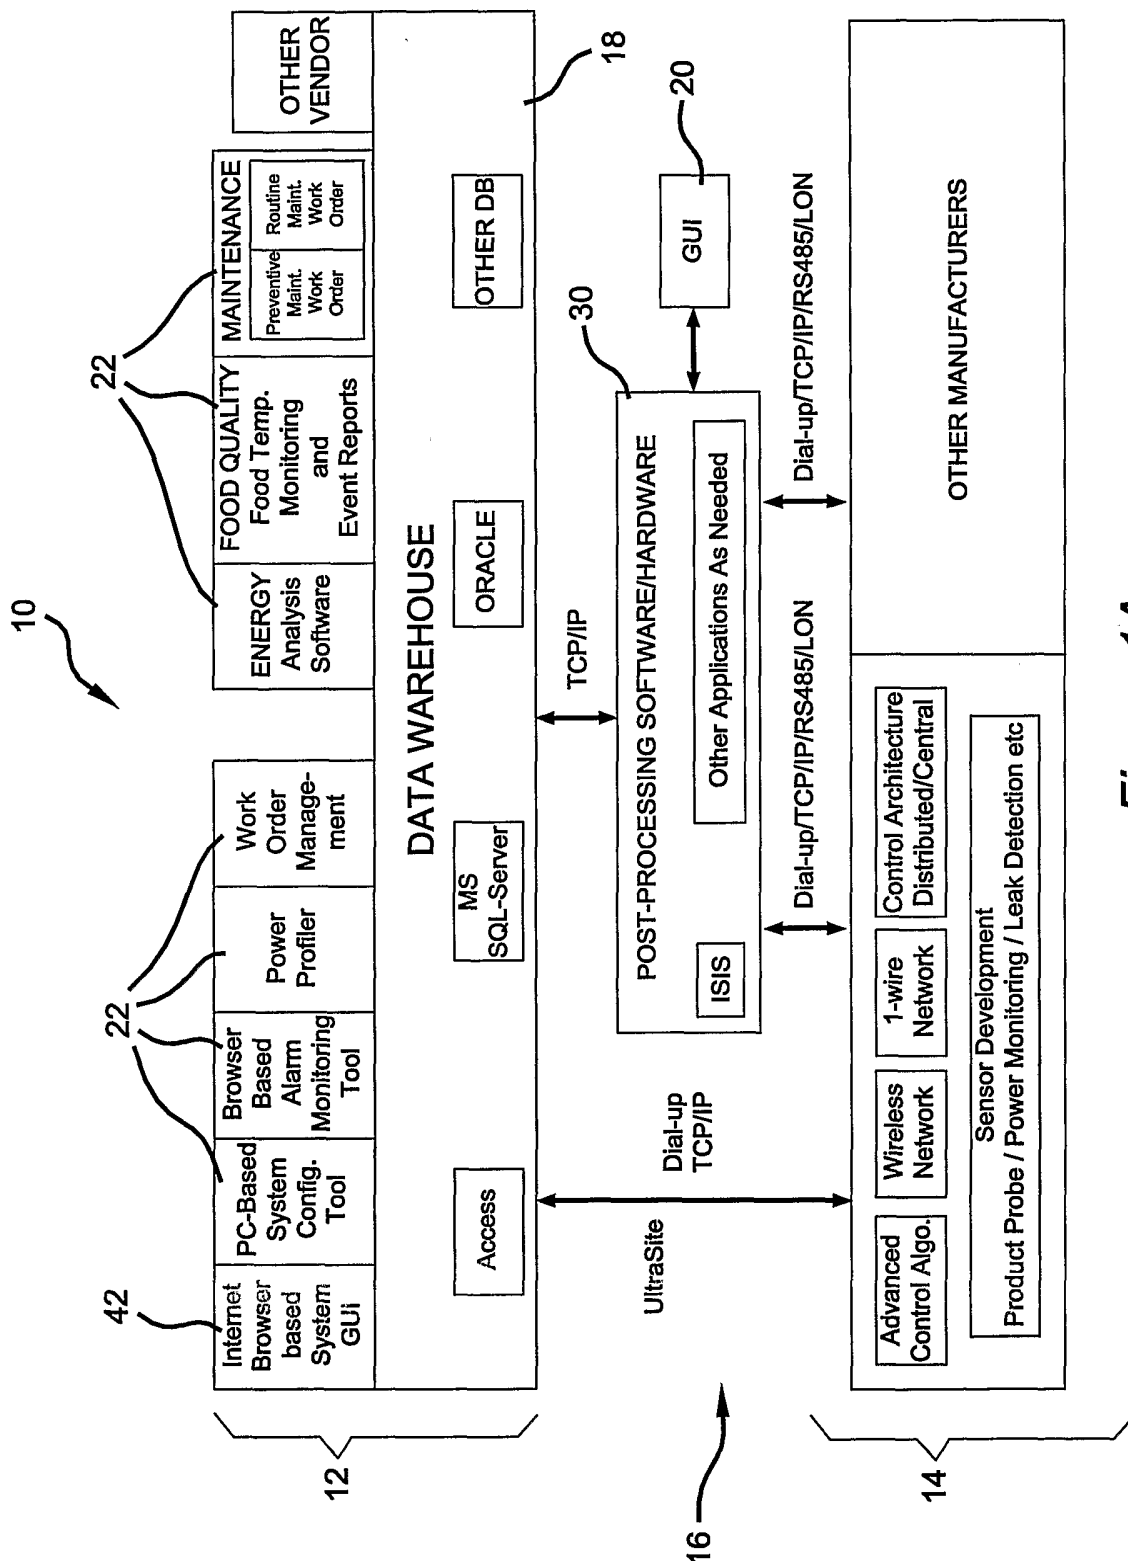 10
42
22
22
Internet
Browser
based
System
GUi
PC-Based
System
Config.
Tool
Browser
Based
Alarm
Monitoring
Tool
Power
Profiler
Work
Order
Manage-
ment
ENERGY
Analysis
Software
FOOD QUALITY
Food Temp.
Monitoring
and
Event Reports
MAINTENANCE
Preventive
Maint.
Work
Order
Routine
Maint.
Work
Order
OTHER
VENDOR
12
DATA WAREHOUSE
Access
MS
SQL-Server
ORACLE
OTHER DB
18
UltraSite
Dial-up
TCP/IP
TCP/IP
30
POST-PROCESSING SOFTWARE/HARDWARE
ISIS
Other Applications As Needed
GUI
20
16
Dial-up/TCP/IP/RS485/LON
Dial-up/TCP/IP/RS485/LON
14
Advanced
Control Algo.
Wireless
Network
1-wire
Network
Control Architecture
Distributed/Central
Sensor Development
Product Probe / Power Monitoring / Leak Detection etc
OTHER MANUFACTURERS